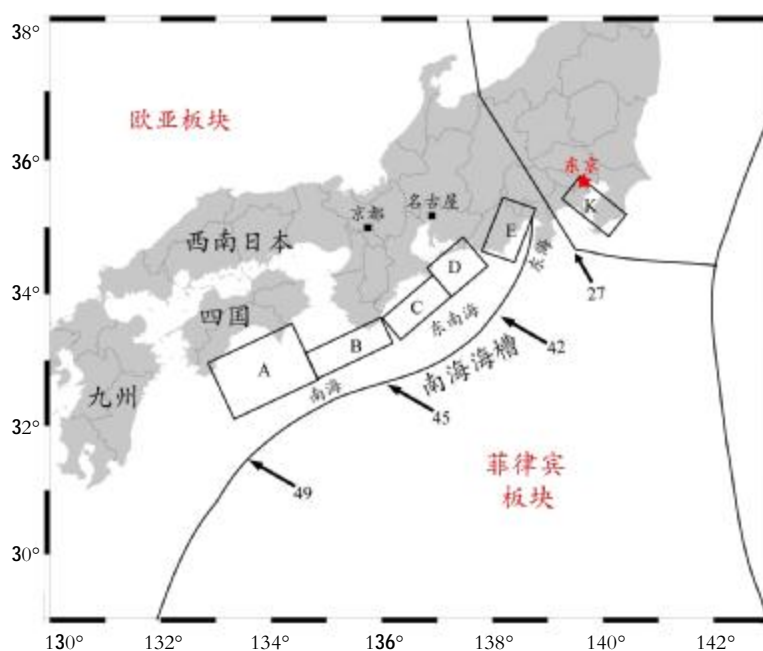 38°
欧亚板块
36°
东京
K
名古屋
京都
E
西南日本
D
东海
27
34°
四国
C
东南海
B
A
42
南海海槽
南海
九州
45
32°
菲律宾
板块
49
30°
130°
132°
134°
136°
138°
140°
142°